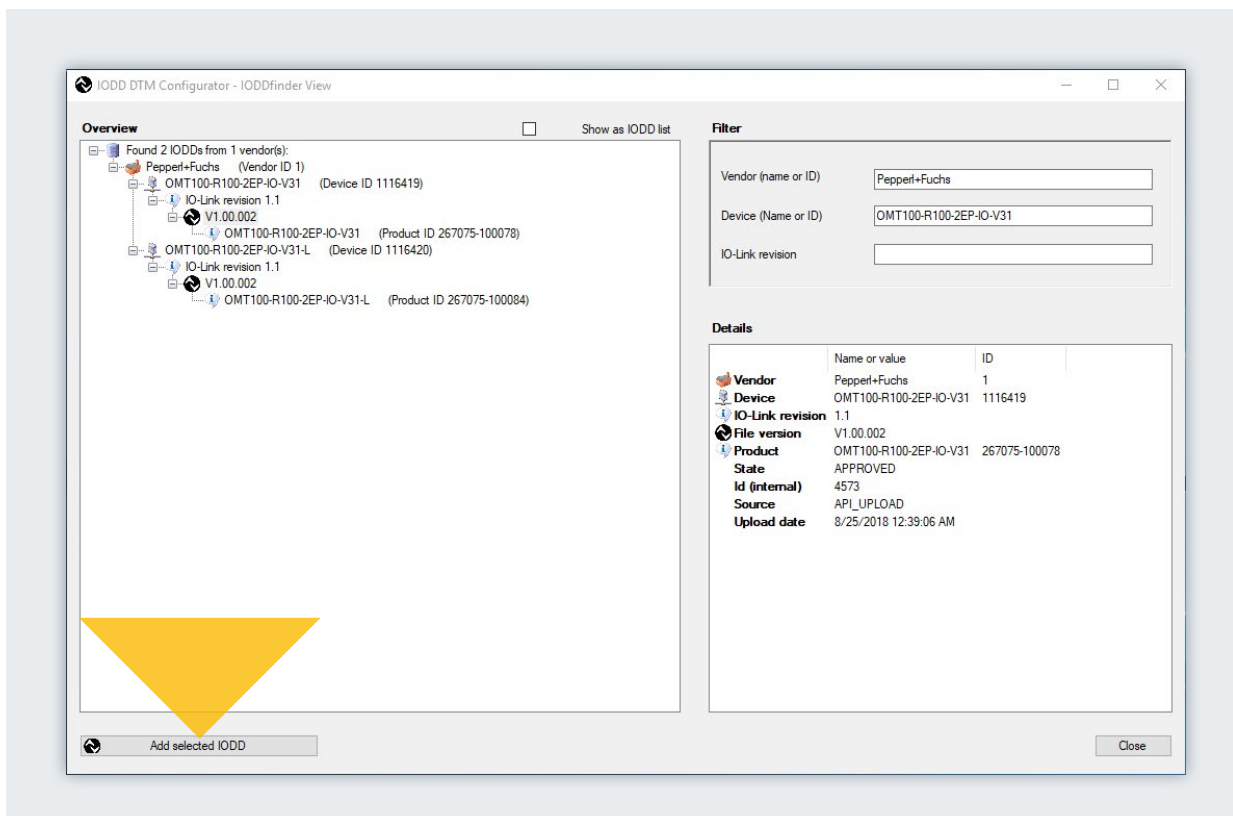 IODD DTM Configurator - IODDfinder View
Overview
Show as IODD list
Found 2 IODDs from 1 vendor(s):
Pepperl+Fuchs (Vendor ID 1)
OMT100-R100-2EP-IO-V31 (Device ID 1116419)
IO-Link revision 1.1
V1.00.002
OMT100-R100-2EP-IO-V31 (Product ID 267075-100078)
OMT100-R100-2EP-IO-V31-L (Device ID 1116420)
IO-Link revision 1.1
V1.00.002
OMT100-R100-2EP-IO-V31-L (Product ID 267075-100084)
Add selected IODD
Filter
Vendor (name or ID) Pepperl+Fuchs
Device (Name or ID) OMT100-R100-2EP-IO-V31
IO-Link revision
Details
Name or value ID
Vendor Pepperl+Fuchs 1
Device OMT100-R100-2EP-IO-V31 1116419
IO-Link revision 1.1
File version V1.00.002
Product OMT100-R100-2EP-IO-V31 267075-100078
State APPROVED
Id (internal) 4573
Source API_UPLOAD
Upload date 8/25/2018 12:39:06 AM
Close